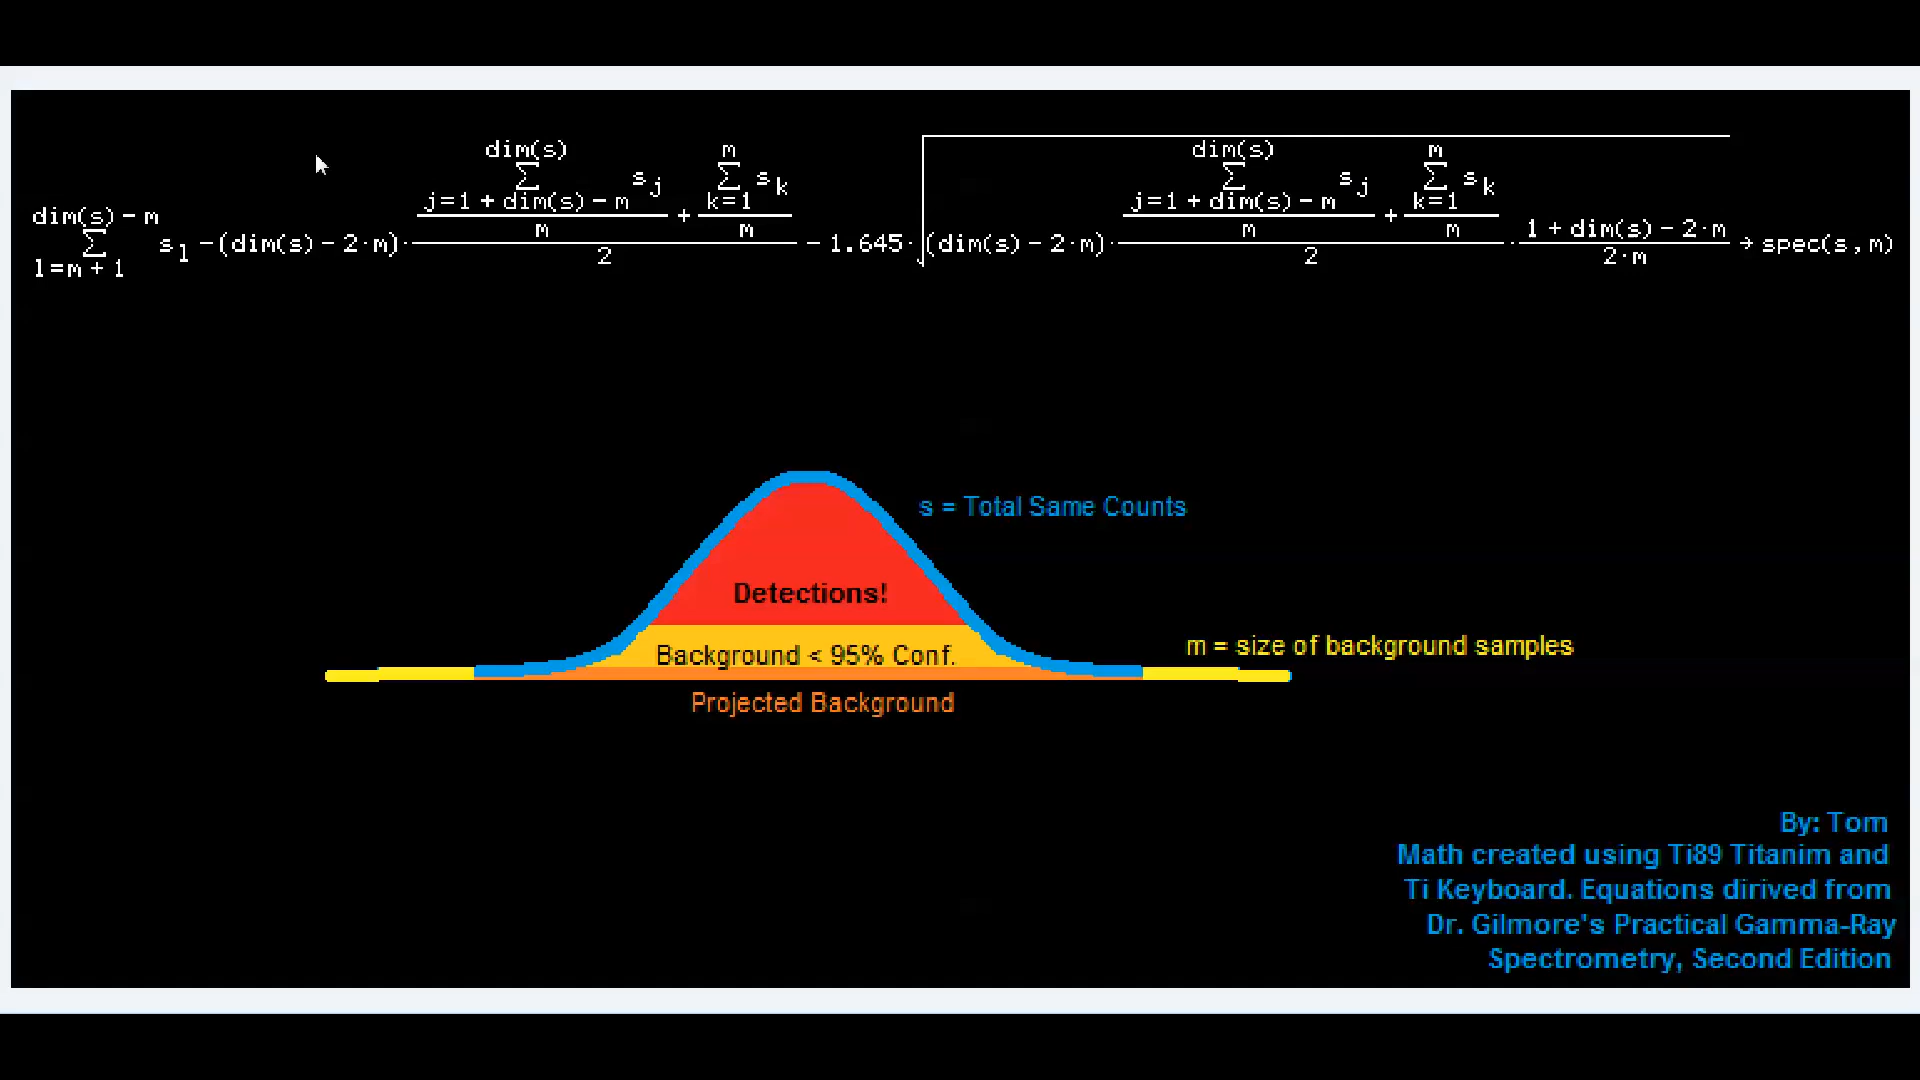 dim(s)-m
∑ s_l -(dim(s)-2·m)·
l=m+1
dim(s)
∑ s_j
j=1+dim(s)-m
m
+
m
∑ s_k
k=1
m
2
-1.645·√(dim(s)-2·m)·
dim(s)
∑ s_j
j=1+dim(s)-m
m
+
m
∑ s_k
k=1
m
2
·
1+dim(s)-2·m
2·m
→ spec(s,m)
s = Total Same Counts
Detections!
Background < 95% Conf.
m = size of background samples
Projected Background
By: Tom
Math created using Ti89 Titanim and
Ti Keyboard. Equations dirived from
Dr. Gilmore's Practical Gamma-Ray
Spectrometry, Second Edition